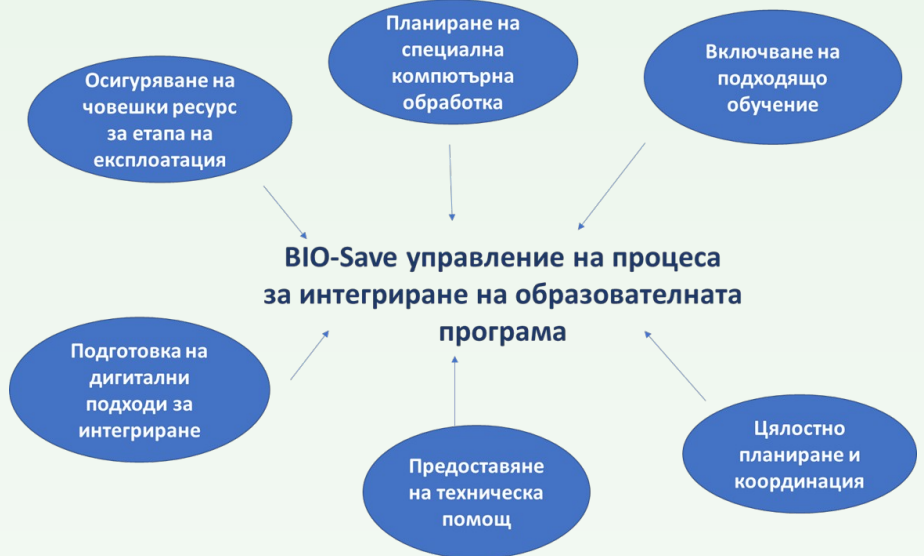 Осигуряване на
човешки ресурс
за етапа на
експлоатация
Планиране на
специална
компютърна
обработка
Включване на
подходящо
обучение
BIO-Save управление на процеса
за интегриране на образователната
програма
Подготовка на
дигитални
подходи за
интегриране
Предоставяне
на техническа
помощ
Цялостно
планиране и
координация